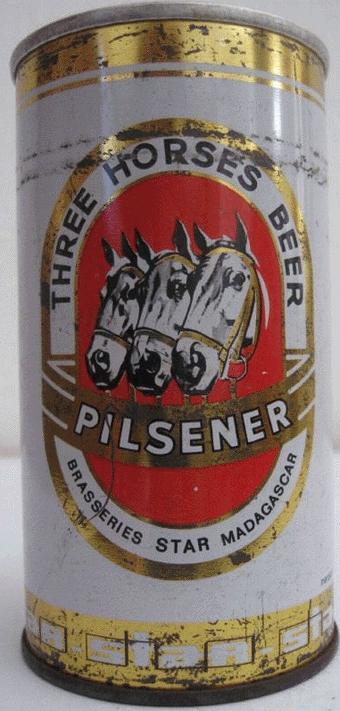 THREE HORSES BEER
PILSENER
BRASSERIES STAR MADAGASCAR